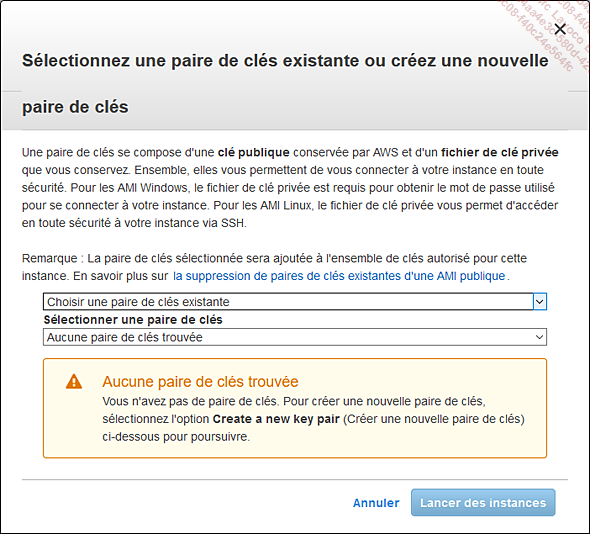 Sélectionnez une paire de clés existante ou créez une nouvelle
paire de clés
Une paire de clés se compose d'une clé publique conservée par AWS et d'un fichier de clé privée
que vous conservez. Ensemble, elles vous permettent de vous connecter à votre instance en toute
sécurité. Pour les AMI Windows, le fichier de clé privée est requis pour obtenir le mot de passe utilisé
pour se connecter à votre instance. Pour les AMI Linux, le fichier de clé privée vous permet d'accéder
en toute sécurité à votre instance via SSH.
Remarque : La paire de clés sélectionnée sera ajoutée à l'ensemble de clés autorisé pour cette
instance. En savoir plus sur la suppression de paires de clés existantes d'une AMI publique.
Choisir une paire de clés existante
Sélectionner une paire de clés
Aucune paire de clés trouvée
Aucune paire de clés trouvée
Vous n'avez pas de paire de clés. Pour créer une nouvelle paire de clés,
sélectionnez l'option Create a new key pair (Créer une nouvelle paire de clés)
ci-dessous pour poursuivre.
Annuler
Lancer des instances